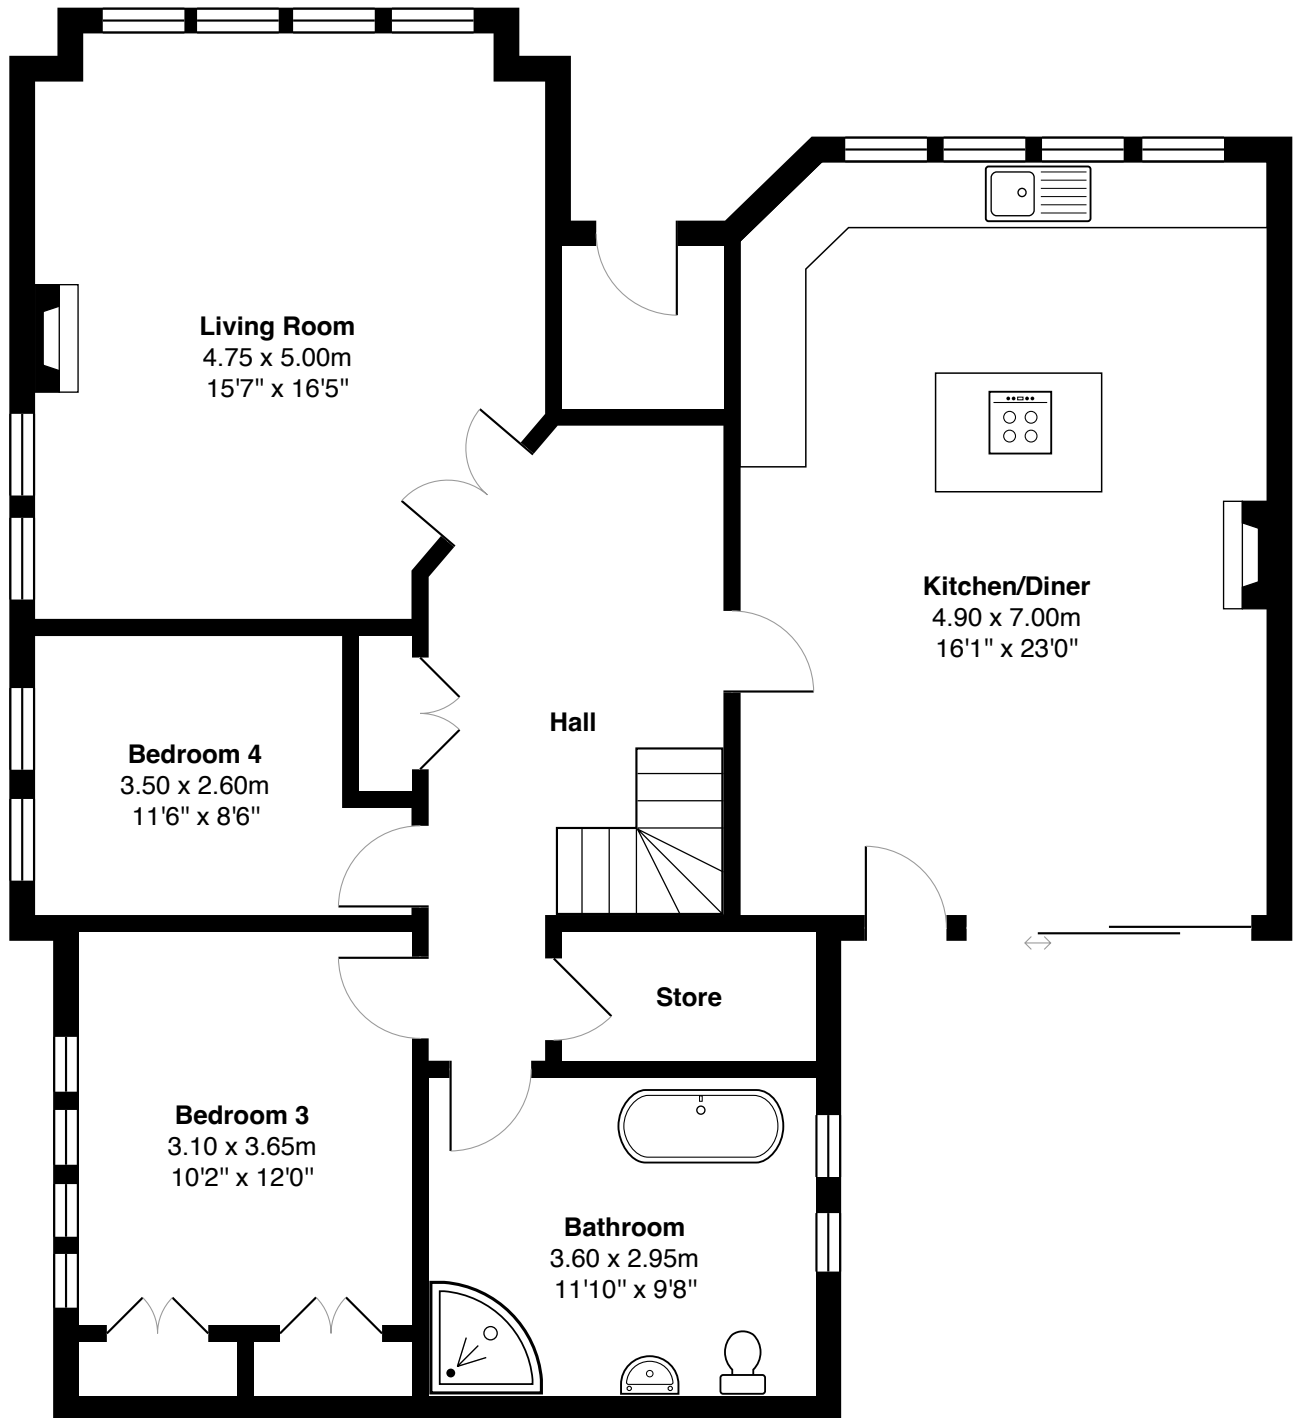 Living Room
4.75 x 5.00m
15'7" x 16'5"
Kitchen/Diner
4.90 x 7.00m
16'1" x 23'0"
Hall
Bedroom 4
3.50 x 2.60m
11'6" x 8'6"
Store
Bedroom 3
3.10 x 3.65m
10'2" x 12'0"
Bathroom
3.60 x 2.95m
11'10" x 9'8"